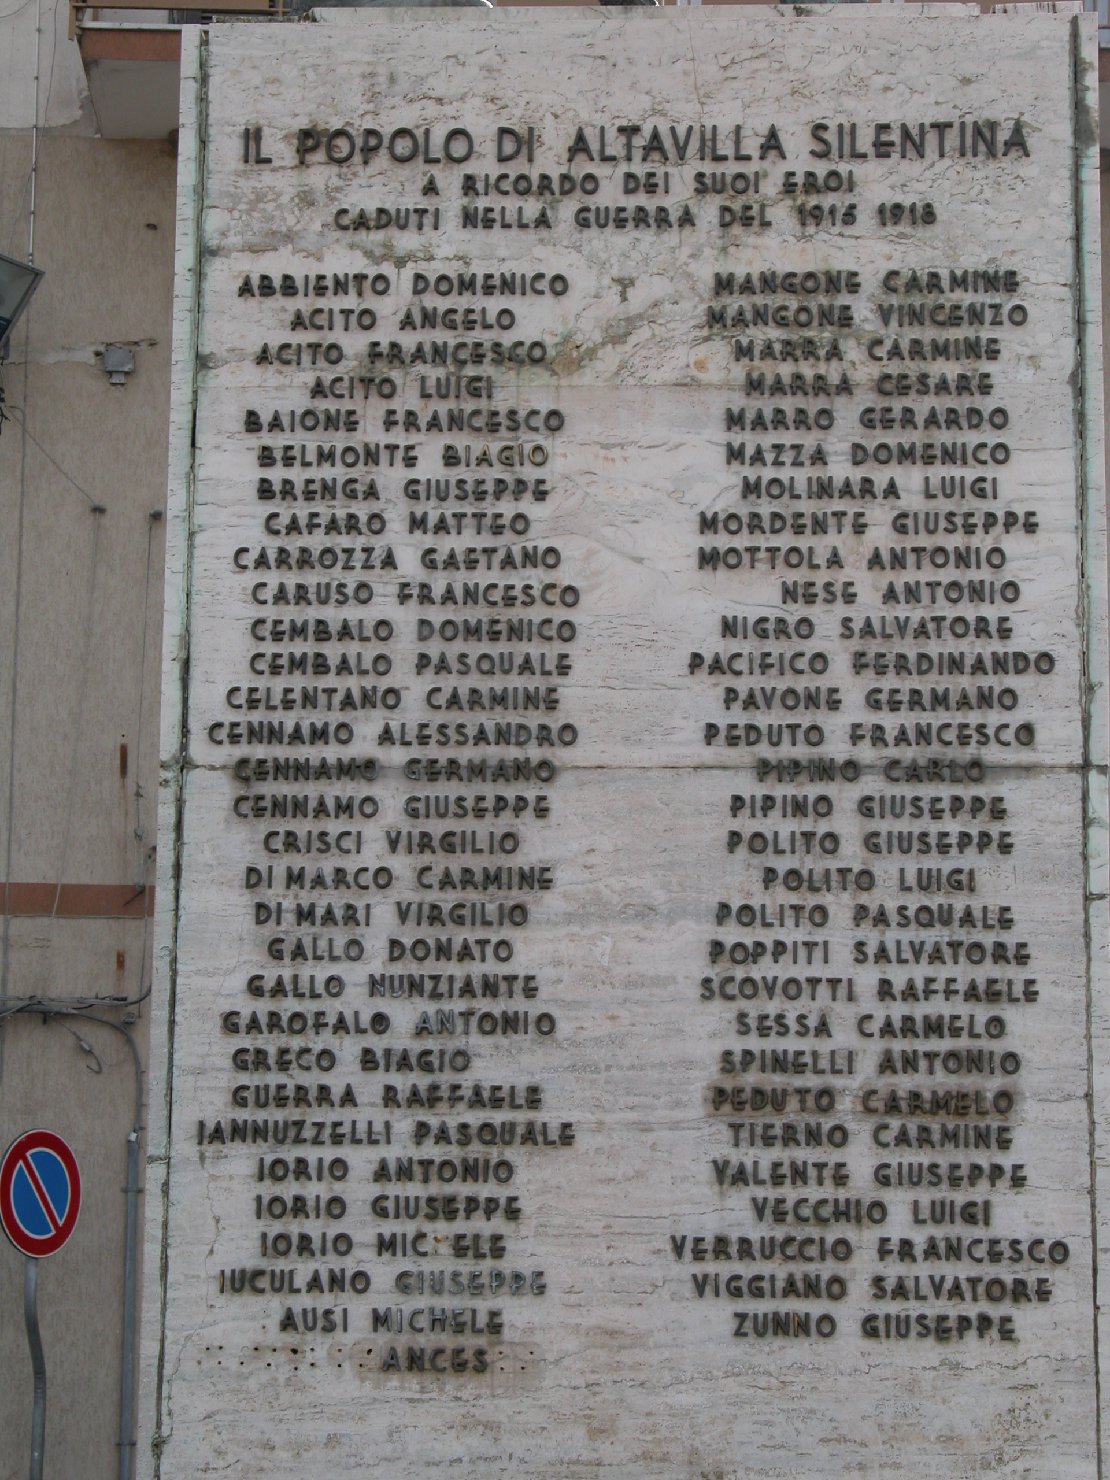 IL POPOLO DI ALTAVILLA SILENTINA
A RICORDO DEI SUOI EROI
CADUTI NELLA GUERRA DEL 1915 1918
ABBIENTO DOMENICO
ACITO ANGELO
ACITO FRANCESCO
ACITO LUIGI
BAIONE FRANCESCO
BELMONTE BIAGIO
BRENGA GIUSEPPE
CAFARO MATTEO
CARROZZA GAETANO
CARUSO FRANCESCO
CEMBALO DOMENICO
CEMBALO PASQUALE
CELENTANO CARMINE
CENNAMO ALESSANDRO
CENNAMO GERMANO
CENNAMO GIUSEPPE
CRISCI VIRGILIO
DI MARCO CARMINE
DI MARI VIRGILIO
GALLO DONATO
GALLO NUNZIANTE
GAROFALO ANTONIO
GRECO BIAGIO
GUERRA RAFFAELE
IANNUZZELLI PASQUALE
IORIO ANTONIO
IORIO GIUSEPPE
IORIO MIC ELE
IUCULANO GIUSEPPE
AUSI MICHELE
ANCES
MANGONE CARMINE
MANGONE VINCENZO
MARRA CARMINE
MARRA CESARE
MARRO GERARDO
MAZZA DOMENICO
MOLINARA LUIGI
MORDENTE GIUSEPPE
MOTTOLA ANTONIO
NESE ANTONIO
NIGRO SALVATORE
PACIFICO FERDINANDO
PAVONE GERMANO
PEDUTO FRANCESCO
PIPINO CARLO
PIPINO GIUSEPPE
POLITO GIUSEPPE
POLITO LUIGI
POLITO PASQUALE
POPPITI SALVATORE
SCOVOTTI RAFFAELE
SESSA CARMELO
SPINELLI ANTONIO
PEDUTO CARMELO
TIERNO CARMINE
VALENTE GIUSEPPE
VECCHIO LUIGI
VERRUCCIO FRANCESCO
VIGGIANO SALVATORE
ZUNNO GIUSEPPE